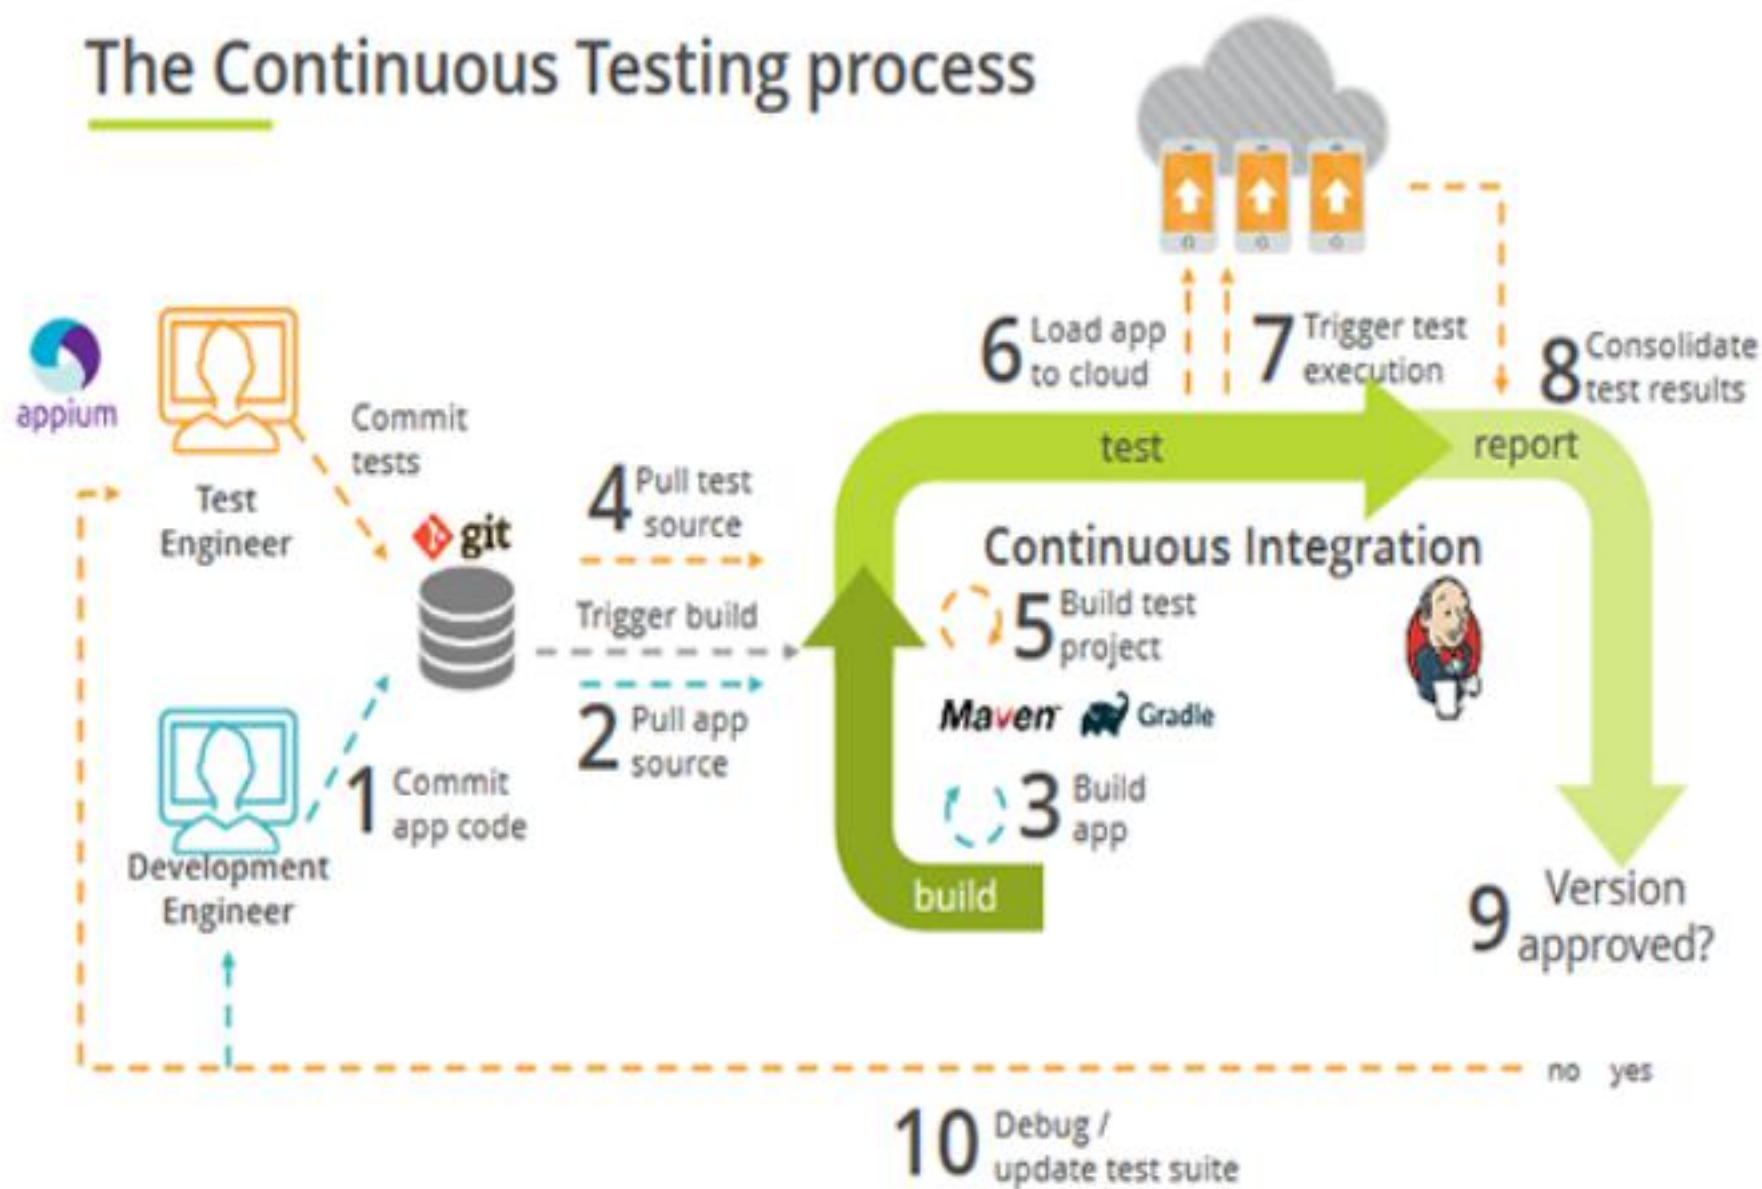 The Continuous Testing process
appium
Test
Engineer
Commit
tests
git
4 Pull test
source
Trigger build
2 Pull app
source
1 Commit
app code
Development
Engineer
6 Load app
to cloud
7 Trigger test
execution
8 Consolidate
test results
test
report
Continuous Integration
5 Build test
project
Maven
Gradle
3 Build
app
build
9 Version
approved?
no yes
10 Debug /
update test suite